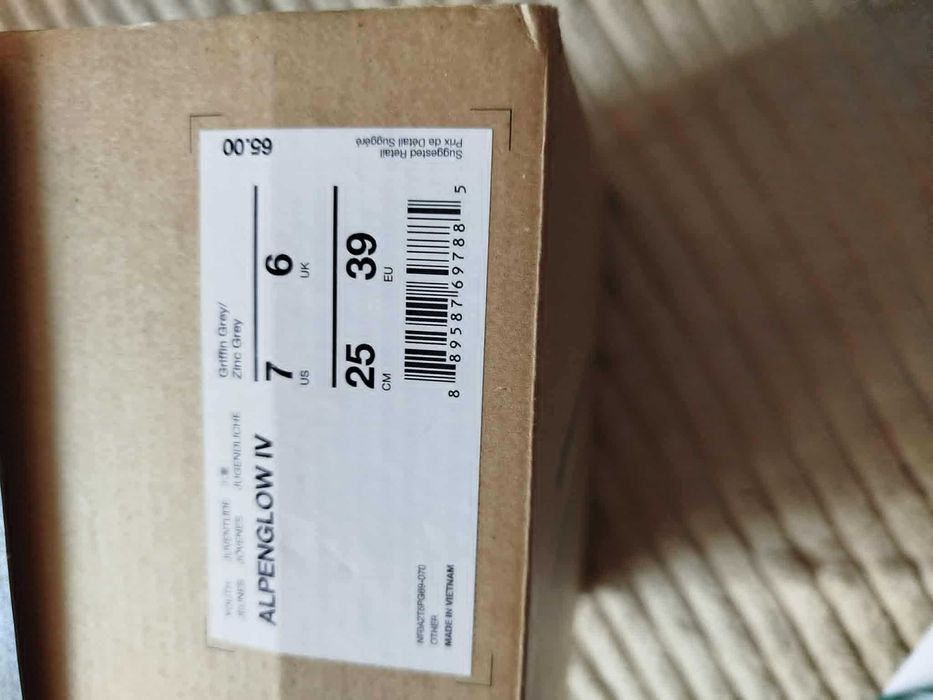 YOUTH JUVENTUDE
JEUNES JÓVENES JUGENDLICHE
ALPENGLOW IV
Griffin Grey/
Zinc Grey
7 US 6 UK
25 CM 39 EU
8 89587 69788 5
65.00
Suggested Retail
Prix de Détail Suggéré
OTHER
MADE IN VIETNAM